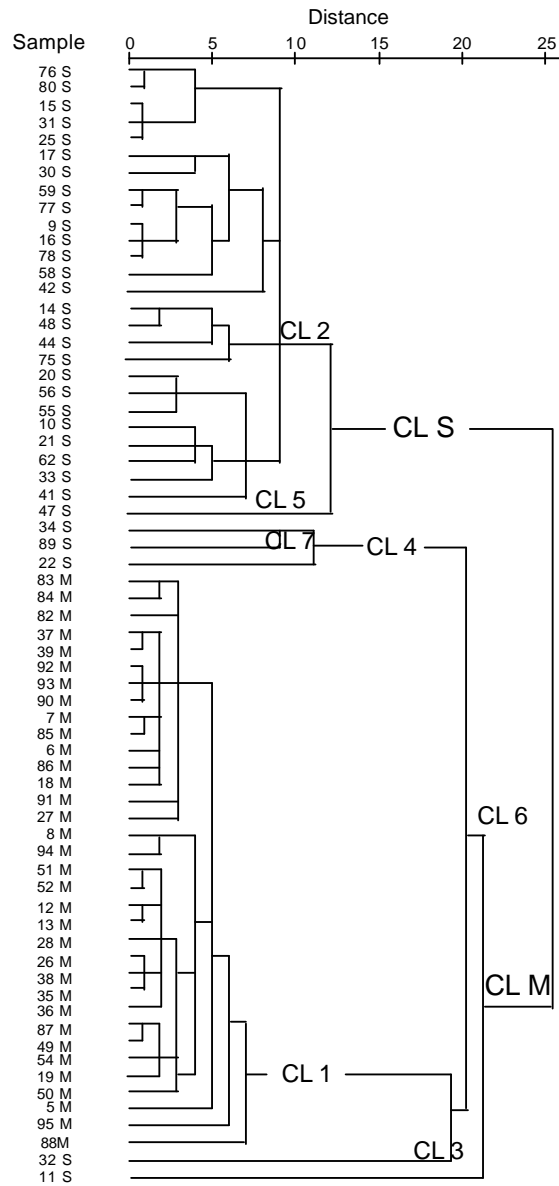 Distance
Sample
0 5 10 15 20 25
76 S
80 S
15 S
31 S
25 S
17 S
30 S
59 S
77 S
9 S
16 S
78 S
58 S
42 S
14 S
48 S
CL 2
44 S
75 S
20 S
56 S
55 S
10 S
CL S
21 S
62 S
33 S
41 S
CL 5
47 S
34 S
89 S
CL 7
CL 4
22 S
83 M
84 M
82 M
37 M
39 M
92 M
93 M
90 M
7 M
85 M
6 M
86 M
18 M
91 M
27 M
CL 6
8 M
94 M
51 M
52 M
12 M
13 M
28 M
26 M
38 M
CL M
35 M
36 M
87 M
49 M
54 M
19 M
CL 1
50 M
5 M
95 M
88M
CL 3
32 S
11 S